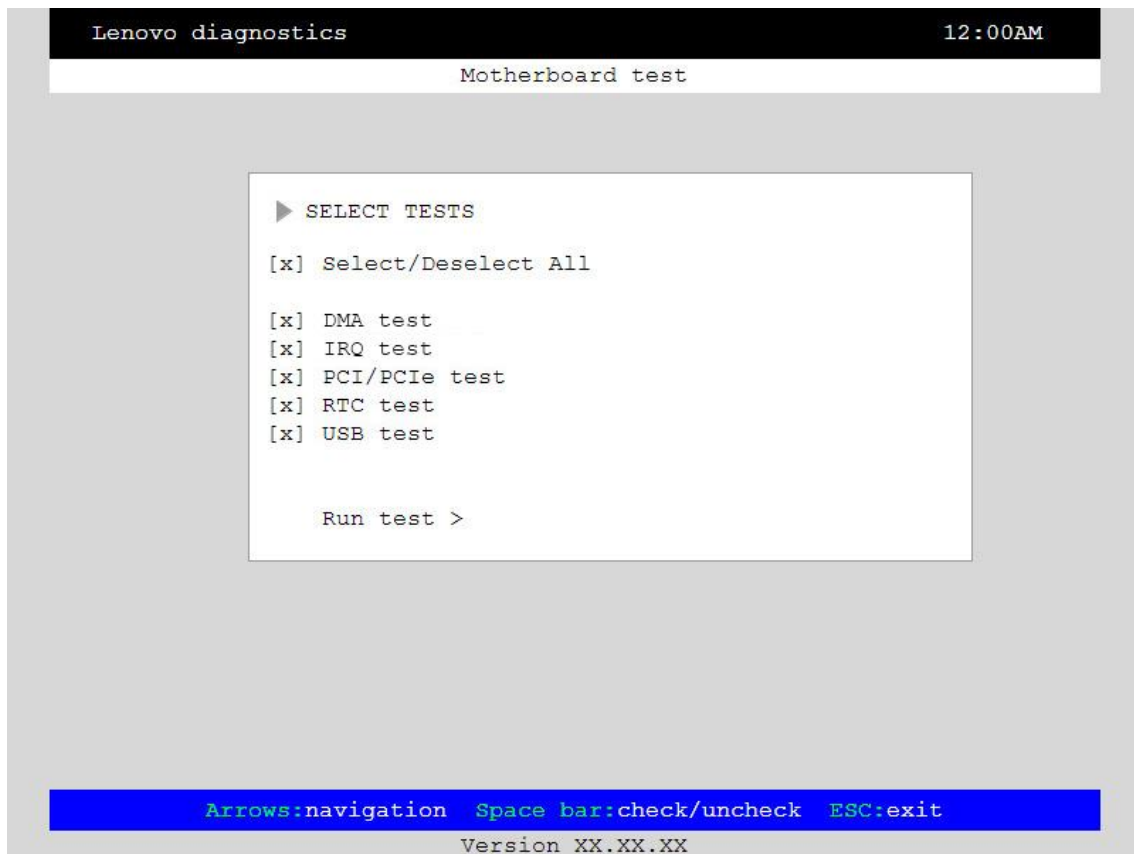 Lenovo diagnostics 12:00AM
Motherboard test
SELECT TESTS
[x] Select/Deselect All
[x] DMA test
[x] IRQ test
[x] PCI/PCIe test
[x] RTC test
[x] USB test
Run test >
Arrows:navigation Space bar:check/uncheck ESC:exit
Version XX.XX.XX